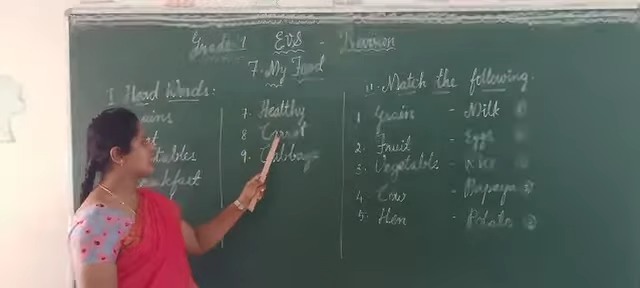 Grade 1 EVS - Revision
7. My Food
I Hard Words:
7. Healthy
8 Carrot
9. Cabbage
II. Match the following.
1 Grain - Milk
2. Fruit - Eggs
3. Vegetable - Rice
4 Cow - Papaya
5. Hen - Potato